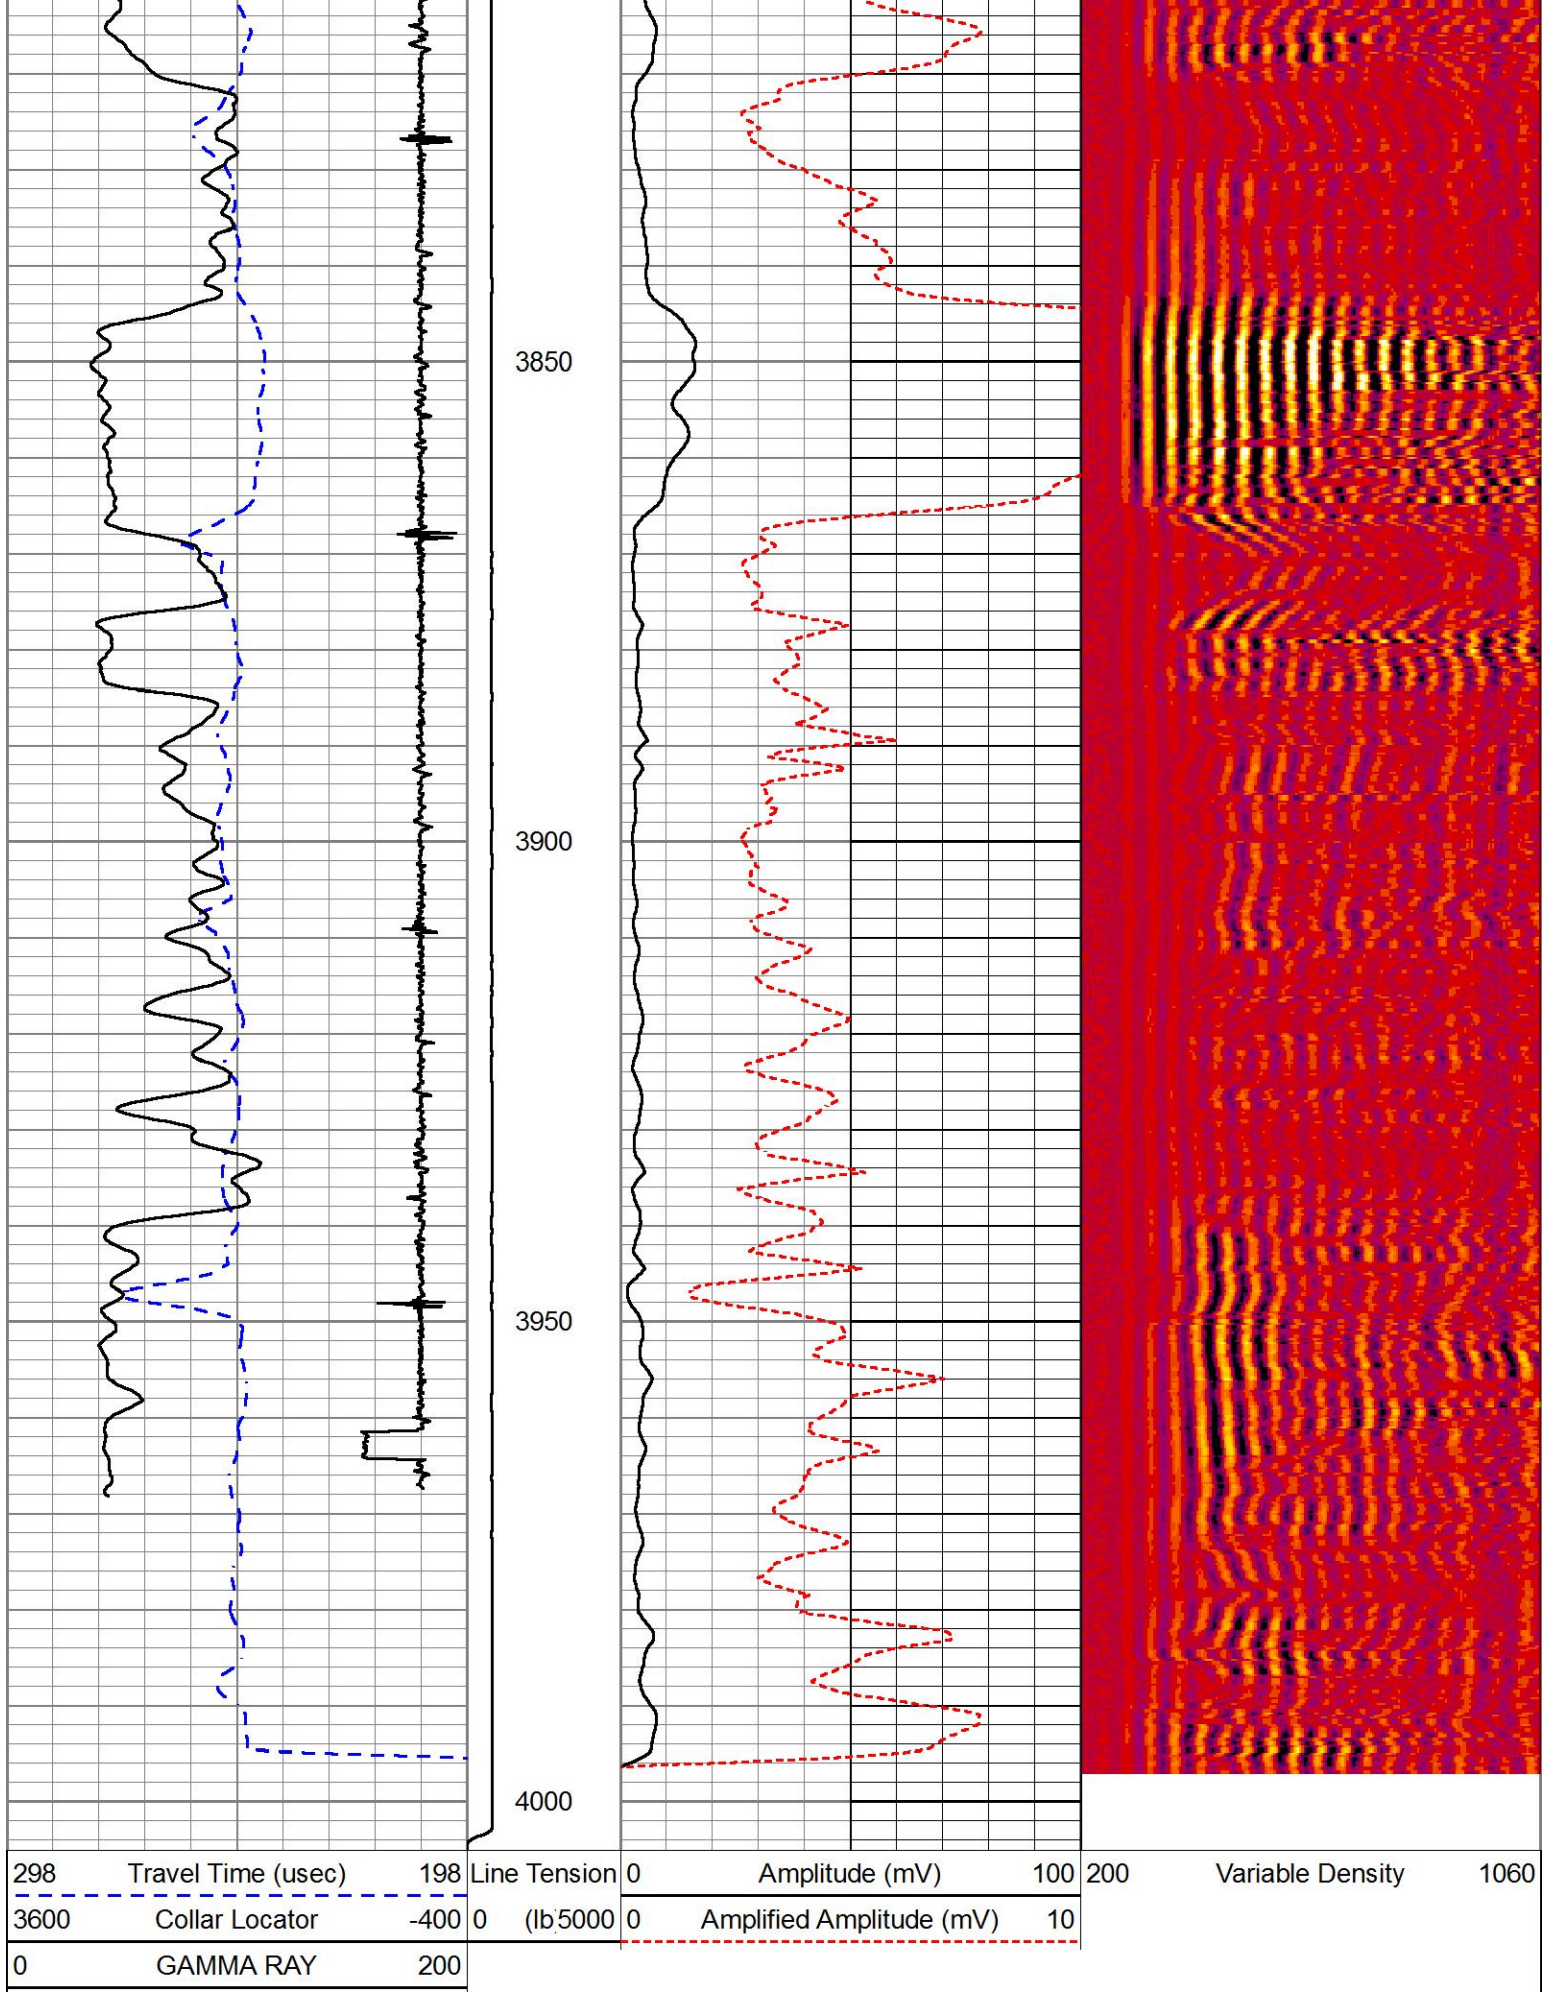 3850
3900
3950
4000
298 Travel Time (usec) 198 Line Tension 0 Amplitude (mV) 100 200 Variable Density 1060
3600 Collar Locator -400 0 (lb 5000 0 Amplified Amplitude (mV) 10
0 GAMMA RAY 200